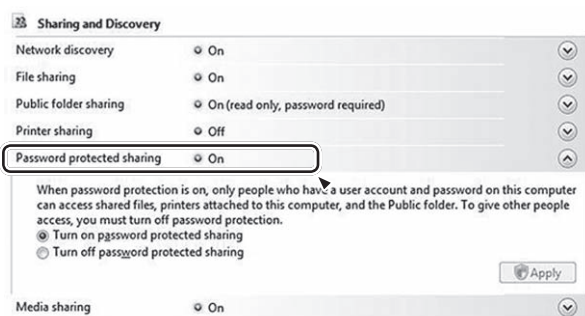 Sharing and Discovery
Network discovery On
File sharing On
Public folder sharing On (read only, password required)
Printer sharing Off
Password protected sharing On
When password protection is on, only people who have a user account and password on this computer
can access shared files, printers attached to this computer, and the Public folder. To give other people
access, you must turn off password protection.
Turn on password protected sharing
Turn off password protected sharing
Apply
Media sharing On